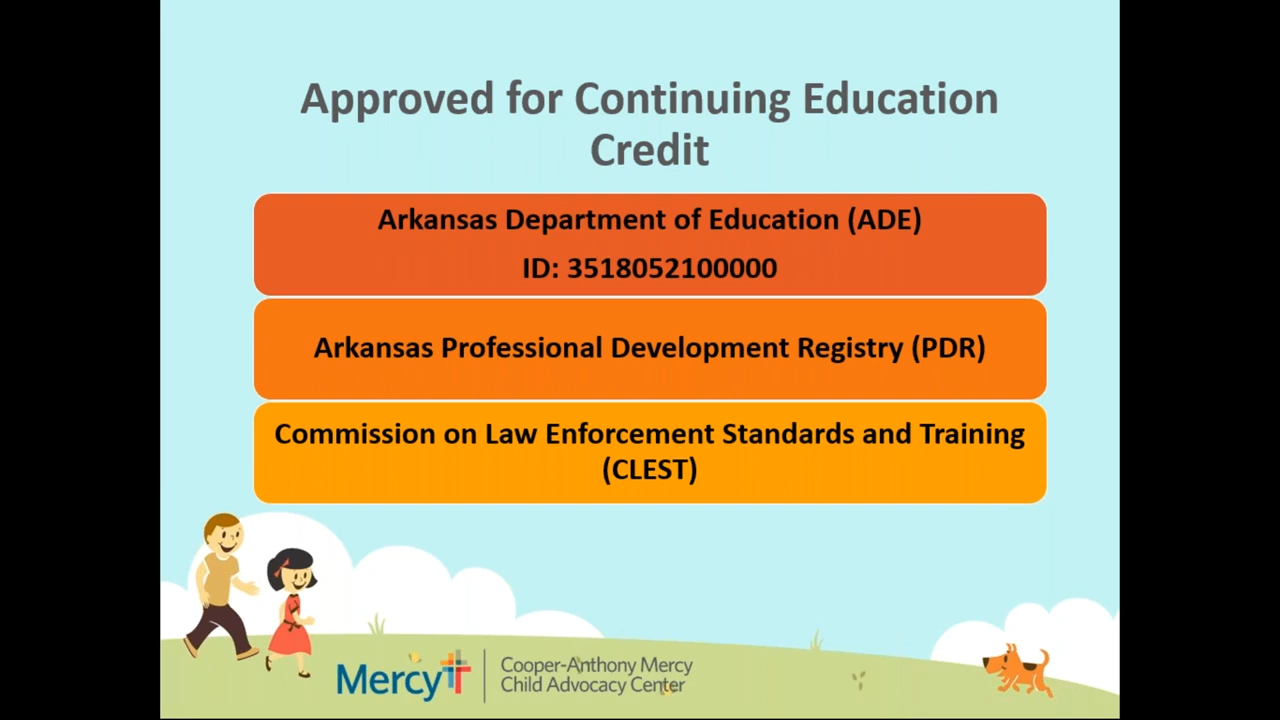 Approved for Continuing Education
Credit
Arkansas Department of Education (ADE)
ID: 3518052100000
Arkansas Professional Development Registry (PDR)
Commission on Law Enforcement Standards and Training
(CLEST)
Mercy
Cooper-Anthony Mercy
Child Advocacy Center